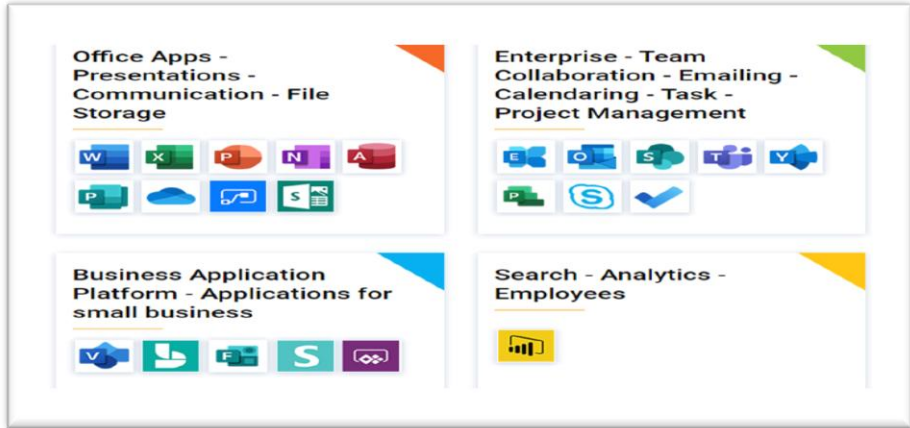 Office Apps -
Presentations -
Communication - File
Storage
W X P N A
P S
Enterprise - Team
Collaboration - Emailing -
Calendaring - Task -
Project Management
E O S T Y
P S
Business Application
Platform - Applications for
small business
V b F S
Search - Analytics -
Employees